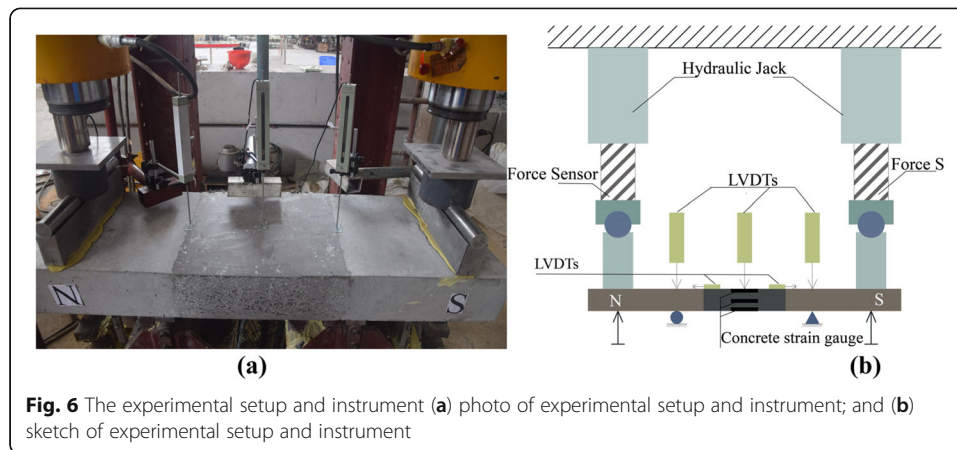 N
S
(a)
Hydraulic Jack
Force Sensor
Force S
LVDTs
LVDTs
N
S
Concrete strain gauge
(b)
Fig. 6 The experimental setup and instrument (a) photo of experimental setup and instrument; and (b)
sketch of experimental setup and instrument